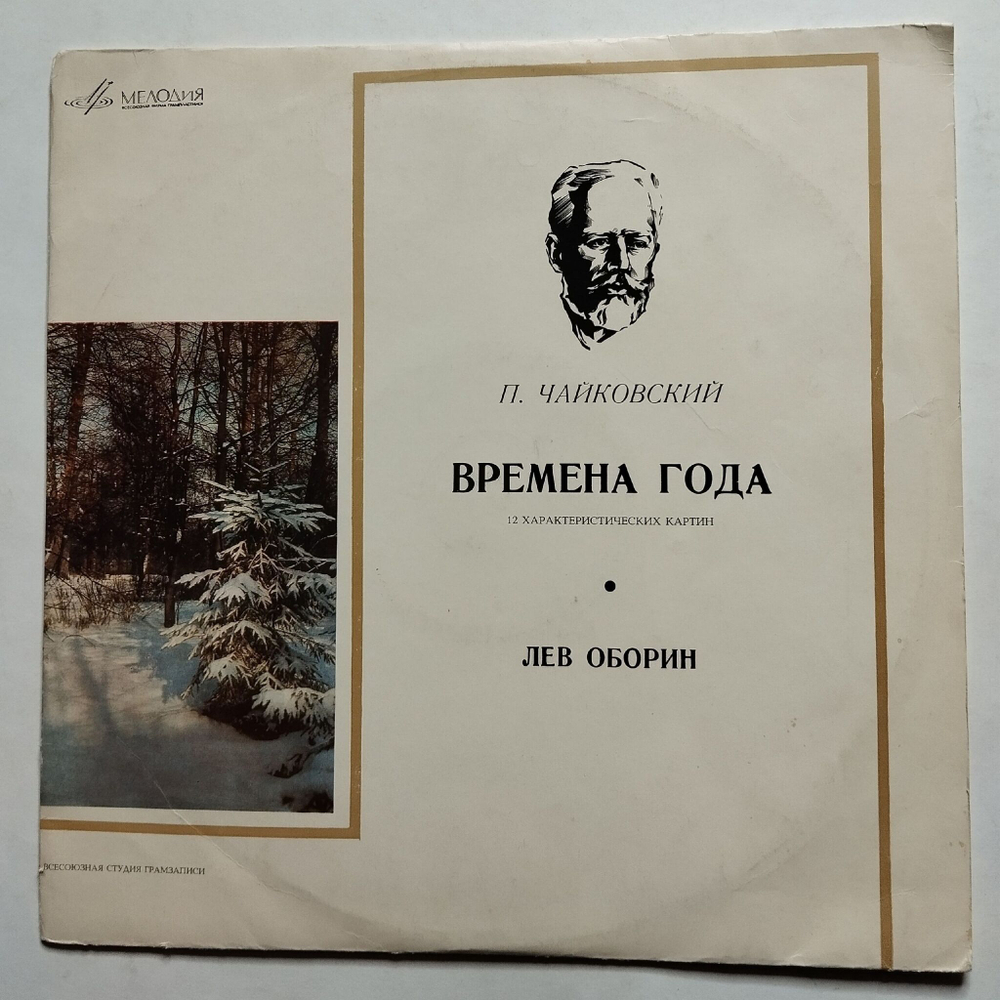 МЕЛОДИЯ
ВСЕСОЮЗНАЯ ФИРМА ГРАМПЛАСТИНОК
П. ЧАЙКОВСКИЙ
ВРЕМЕНА ГОДА
12 ХАРАКТЕРИСТИЧЕСКИХ КАРТИН
ЛЕВ ОБОРИН
ВСЕСОЮЗНАЯ СТУДИЯ ГРАМЗАПИСИ